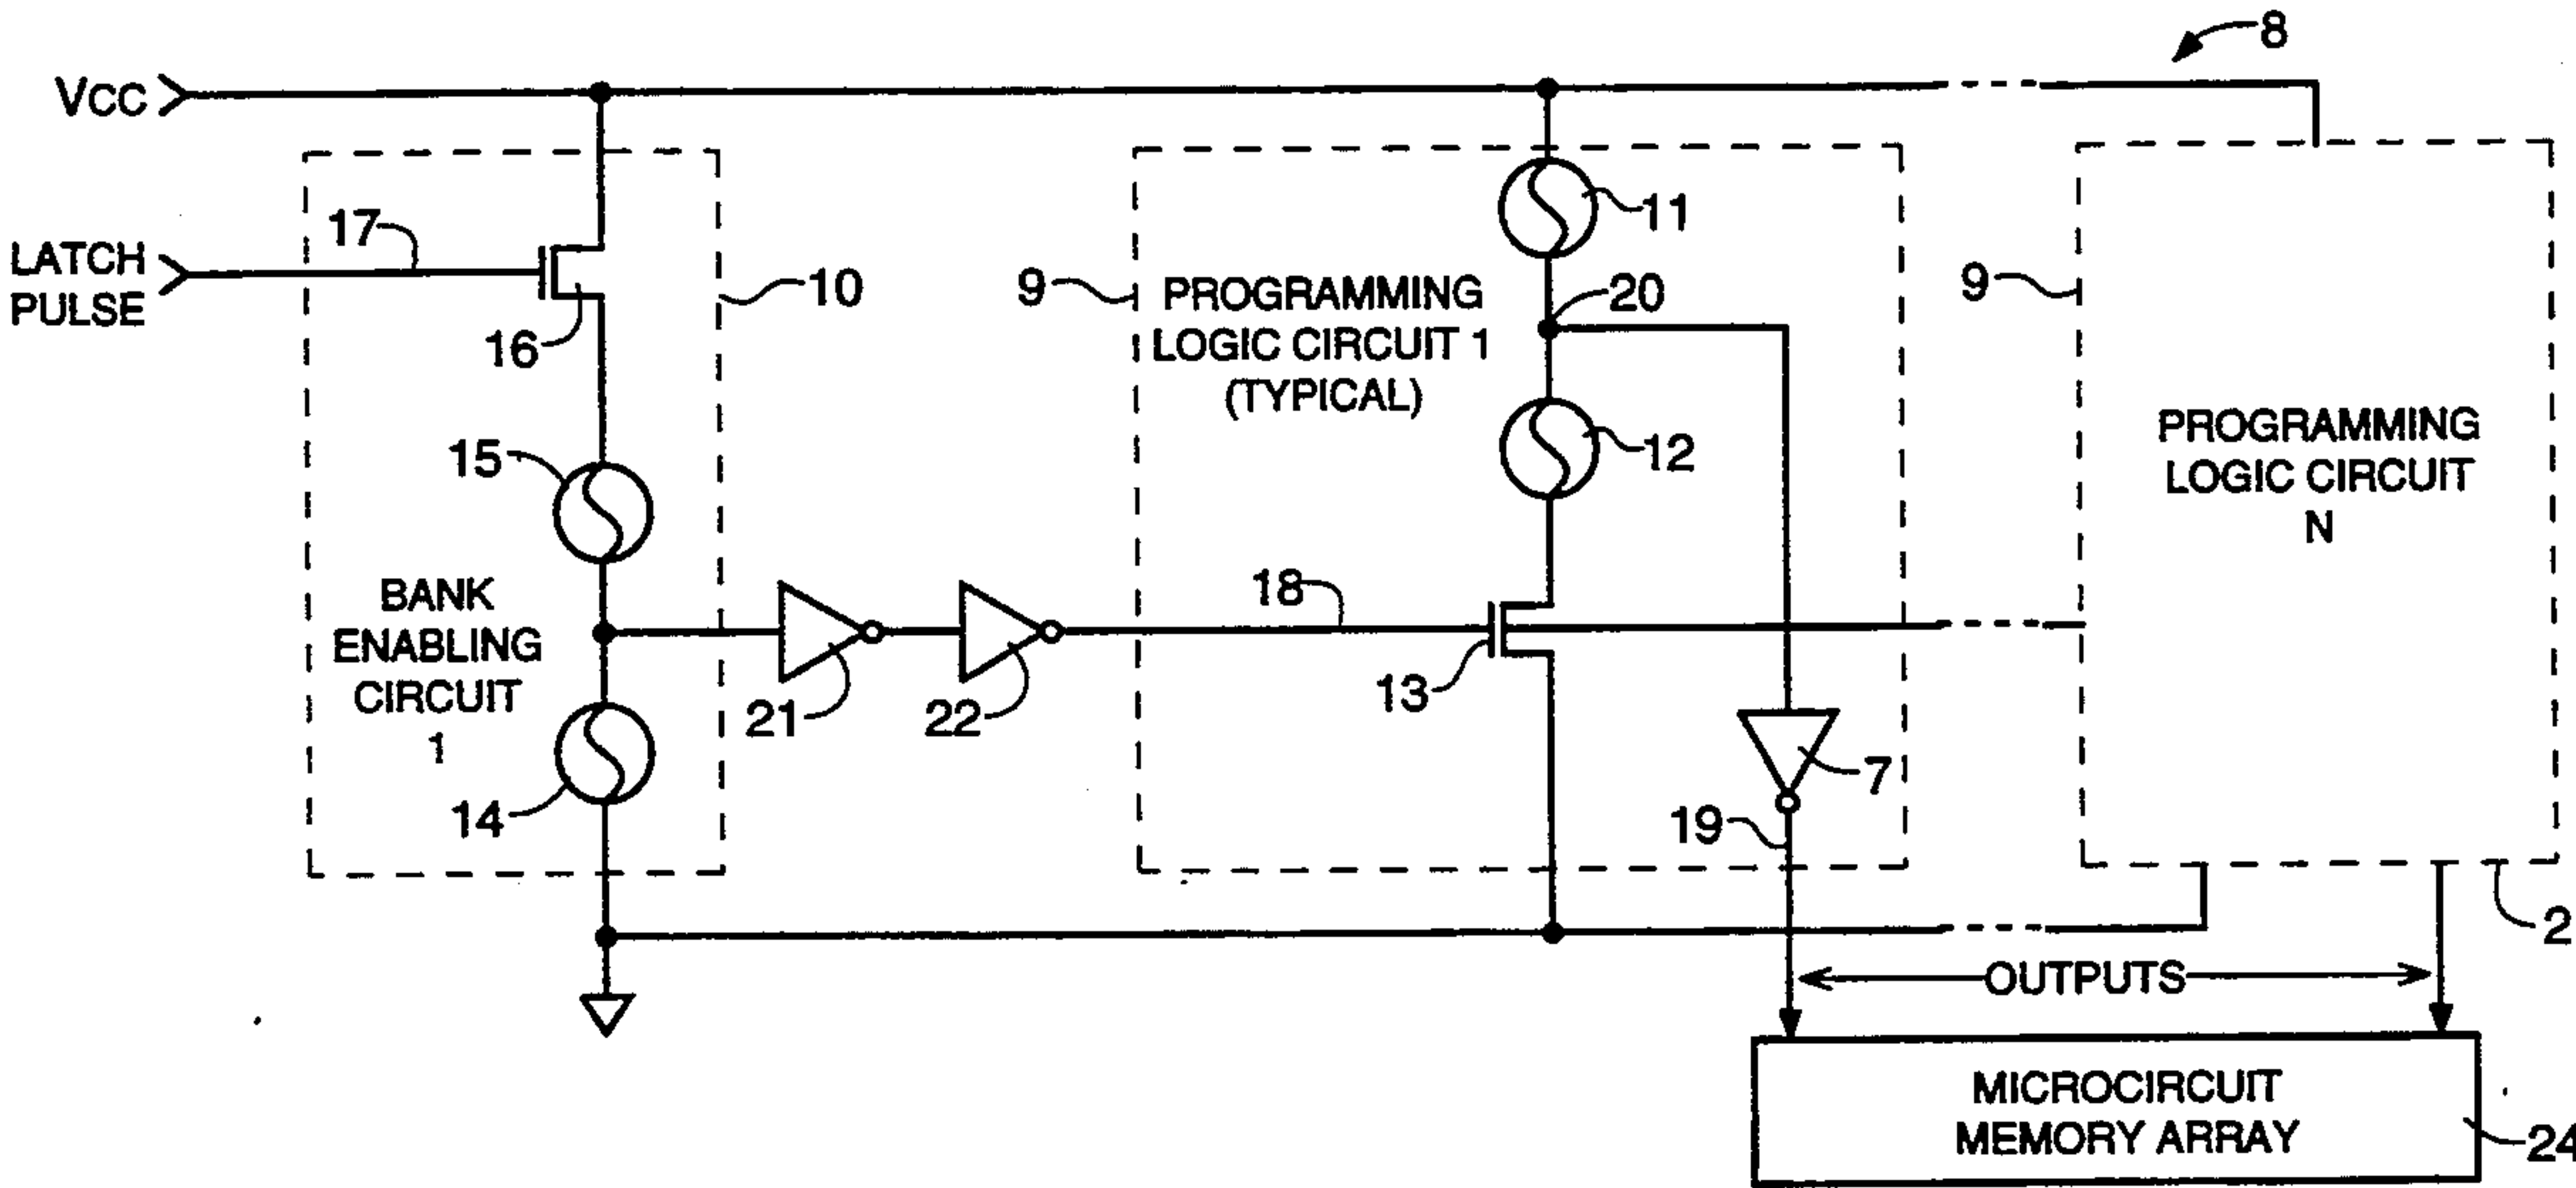 8
VCC
LATCH
PULSE
17
16
10
15
BANK
ENABLING
CIRCUIT
1
14
21
22
18
9
PROGRAMMING
LOGIC CIRCUIT 1
(TYPICAL)
11
20
12
13
7
19
9
PROGRAMMING
LOGIC CIRCUIT
N
2
OUTPUTS
MICROCIRCUIT
MEMORY ARRAY
24